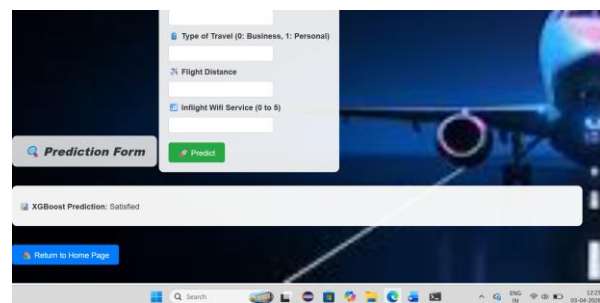 Type of Travel (0: Business, 1: Personal)
Flight Distance
Inflight Wifi Service (0 to 5)
Prediction Form
Predict
XGBoost Prediction: Satisfied
Return to Home Page
Search
ENG
IN
12:25
03-04-2025